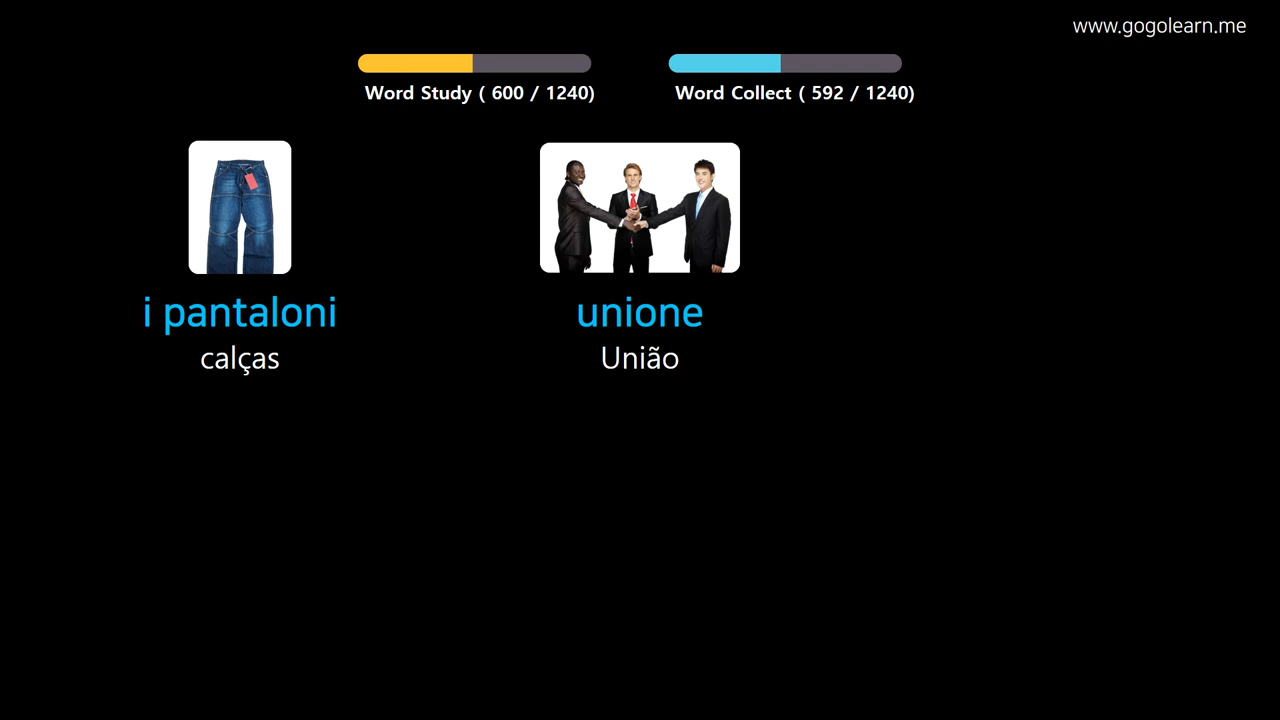 www.gogolearn.me
Word Study ( 600 / 1240)
Word Collect ( 592 / 1240)
i pantaloni
unione
calças
União